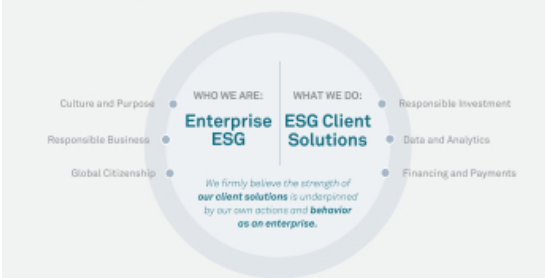 WHO WE ARE:
Enterprise
ESG
WHAT WE DO:
ESG Client
Solutions
Culture and Purpose
Responsible Business
Global Citizenship
Responsible Investment
Data and Analytics
Financing and Payments
We firmly believe the strength of
our client solutions is underpinned
by our own actions and behavior
as an enterprise.